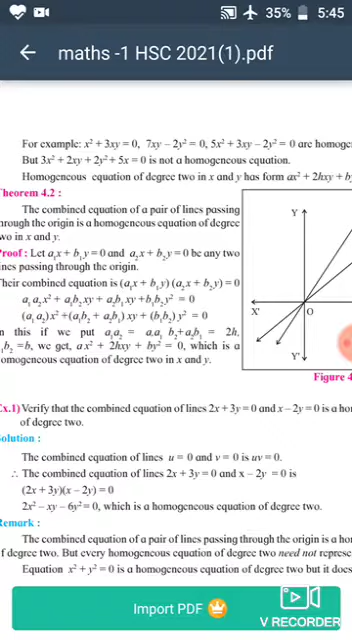 35% 5:45
maths -1 HSC 2021(1).pdf
For example: x² + 3xy = 0, 7xy – 2y² = 0, 5x² + 3xy – 2y² = 0 are homog
But 3x² + 2xy + 2y² + 5x = 0 is not a homogeneous equation.
Homogeneous equation of degree two in x and y has form ax² + 2hxy + b
Theorem 4.2 :
The combined equation of a pair of lines passing
through the origin is a homogeneous equation of degree
two in x and y.
Proof : Let a₁x + b₁y = 0 and a₂x + b₂y = 0 be any two
lines passing through the origin.
Their combined equation is (a₁x + b₁y) (a₂x + b₂y) = 0
a₁ a₂x² + a₁b₂xy + a₂b₁xy +b₁b₂y² = 0
(a₁ a₂)x² +(a₁b₂ + a₂b₁) xy + (b₁b₂) y² = 0
n this if we put a₁a₂ = a,a₁ b₂+a₂b₁ = 2h,
₁b₂ =b, we get, ax² + 2hxy + by² = 0, which is a
omogeneous equation of degree two in x and y.
Y
X'
O
Y'
Figure 4
Ex.1) Verify that the combined equation of lines 2x + 3y = 0 and x – 2y = 0 is a ho
of degree two.
Solution :
The combined equation of lines u = 0 and v = 0 is uv = 0.
∴ The combined equation of lines 2x + 3y = 0 and x – 2y = 0 is
(2x + 3y)(x – 2y) = 0
2x² – xy – 6y² = 0, which is a homogeneous equation of degree two.
Remark :
The combined equation of a pair of lines passing through the origin is a hom
f degree two. But every homogeneous equation of degree two need not represe
Equation x² + y² = 0 is a homogeneous equation of degree two but it does
Import PDF
V RECORDER